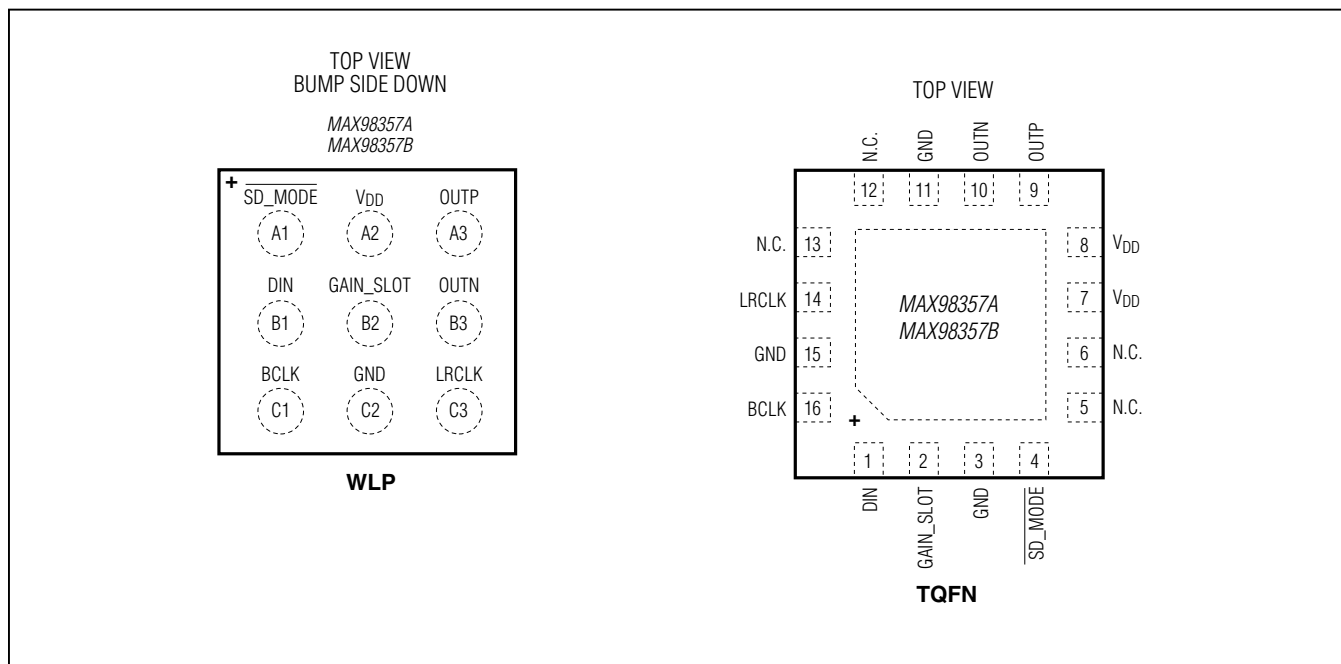 TOP VIEW
BUMP SIDE DOWN
MAX98357A
MAX98357B
+
SD_MODE VDD OUTP
A1 A2 A3
DIN GAIN_SLOT OUTN
B1 B2 B3
BCLK GND LRCLK
C1 C2 C3
WLP
TOP VIEW
N.C. GND OUTN OUTP
12 11 10 9
N.C. 13 8 VDD
LRCLK 14 7 VDD
MAX98357A
MAX98357B
GND 15 6 N.C.
BCLK 16 5 N.C.
+
1 2 3 4
DIN GAIN_SLOT GND SD_MODE
TQFN